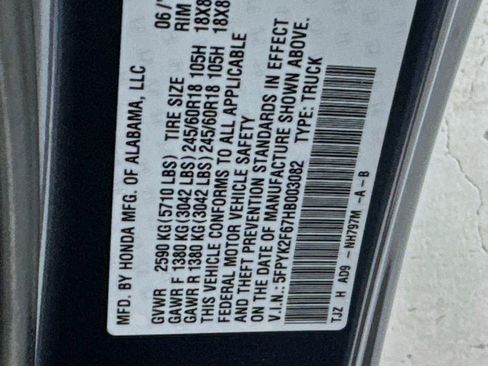 MFD. BY HONDA MFG. OF ALABAMA, LLC 06/
GVWR 2590 KG(5710 LBS) TIRE SIZE RIM
GAWR F 1380 KG(3042 LBS) 245/60R18 105H 18X8
GAWR R 1380 KG(3042 LBS) 245/60R18 105H 18X8
THIS VEHICLE CONFORMS TO ALL APPLICABLE
FEDERAL MOTOR VEHICLE SAFETY
AND THEFT PREVENTION STANDARDS IN EFFECT
ON THE DATE OF MANUFACTURE SHOWN ABOVE.
V.I.N.: 5FPYK2F67HB003082 TYPE: TRUCK
TJZ H AD9 - NH797M -A -B